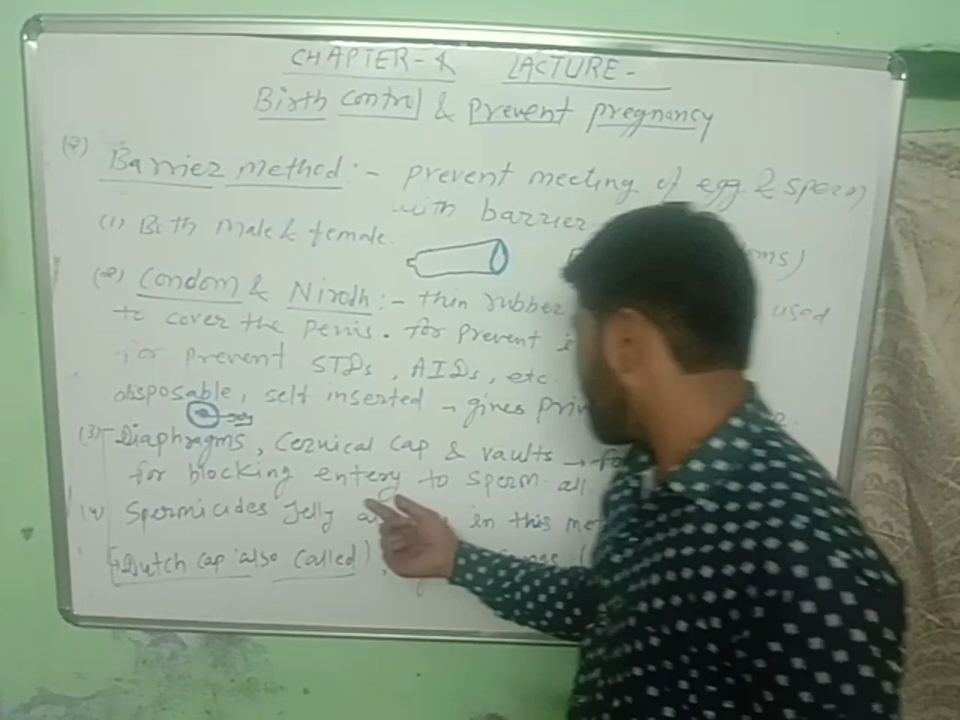 CHAPTER-4 LACTURE-
Birth control & Prevent pregnancy
(2) Barrier method :- prevent meeting of egg & sperm
with barrier
(1) Both male & female.
(2) Condom & Nirodh :- thin rubber used
to cover the penis. for prevent
for prevent STDs, AIDs, etc.
disposable, self inserted → gives
(3) Diaphragms, Cervical cap & vaults →
for blocking entery to sperm. all
(4) Spermicides Jelly in this
Dutch cap also called)